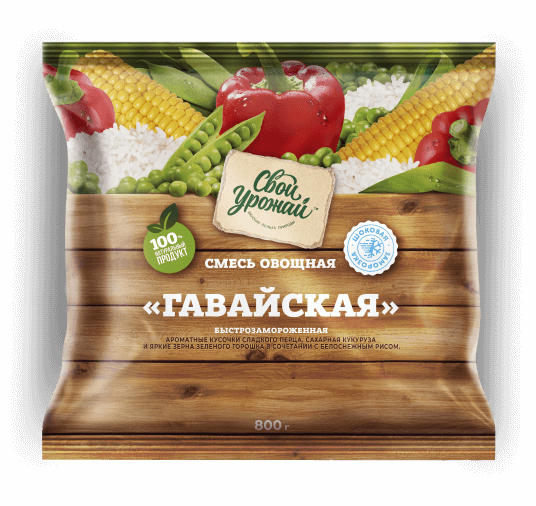 Свой
Урожай
100%
НАТУРАЛЬНЫЙ
ПРОДУКТ
ШОКОВАЯ
ЗАМОРОЗКА
СМЕСЬ ОВОЩНАЯ
«ГАВАЙСКАЯ»
БЫСТРОЗАМОРОЖЕННАЯ
АРОМАТНЫЕ КУСОЧКИ СЛАДКОГО ПЕРЦА, САХАРНАЯ КУКУРУЗА
И ЯРКИЕ ЗЕРНА ЗЕЛЕНОГО ГОРОШКА В СОЧЕТАНИИ С БЕЛОСНЕЖНЫМ РИСОМ.
800 г